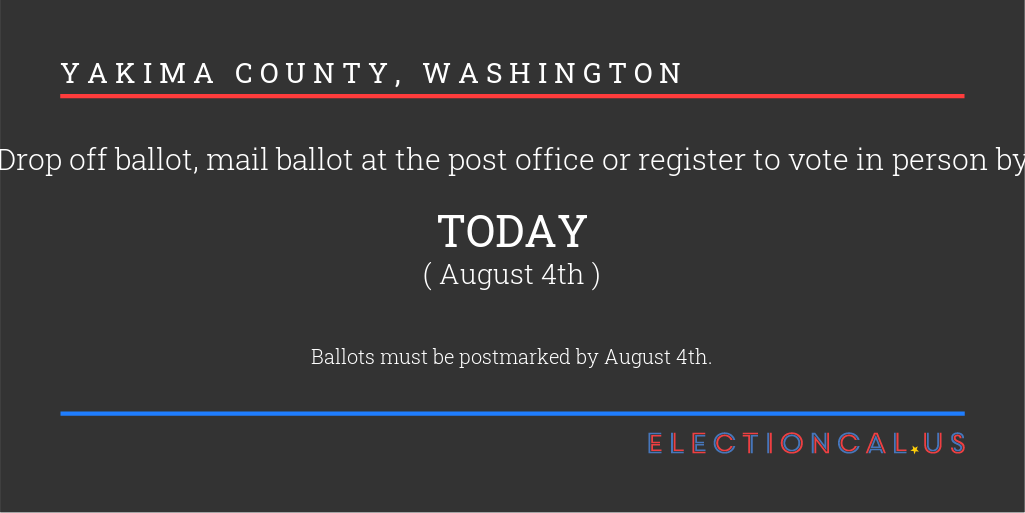 YAKIMA COUNTY, WASHINGTON
Drop off ballot, mail ballot at the post office or register to vote in person by
TODAY
( August 4th )
Ballots must be postmarked by August 4th.
ELECTIONCAL.US